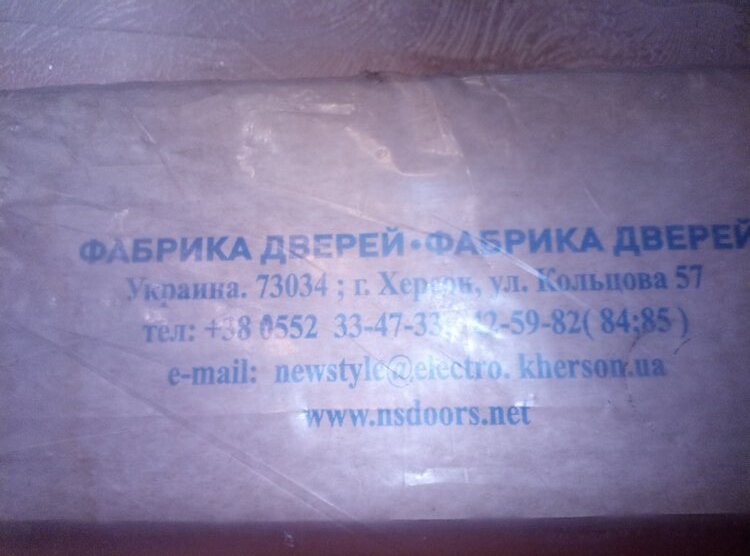 ФАБРИКА ДВЕРЕЙ•ФАБРИКА ДВЕРЕЙ
Украина. 73034 ; г. Херсон, ул. Кольцова 57
тел: +38 0552 33-47-33, 42-59-82( 84;85 )
e-mail: newstyle@electro. kherson.ua
www.nsdoors.net